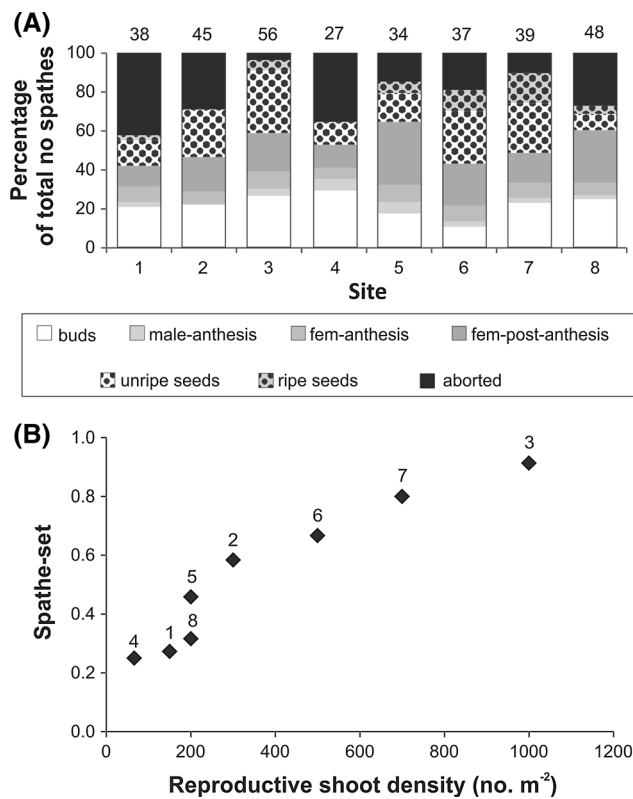 (A)
38 45 56 27 34 37 39 48
Percentage
of total no spathes
100
80
60
40
20
0
1 2 3 4 5 6 7 8
Site
buds male-anthesis fem-anthesis fem-post-anthesis
unripe seeds ripe seeds aborted
(B)
Spathe-set
1.0
0.8
0.6
0.4
0.2
0.0
3
7
6
2
5
8
1
4
0 200 400 600 800 1000 1200
Reproductive shoot density (no. m⁻²)